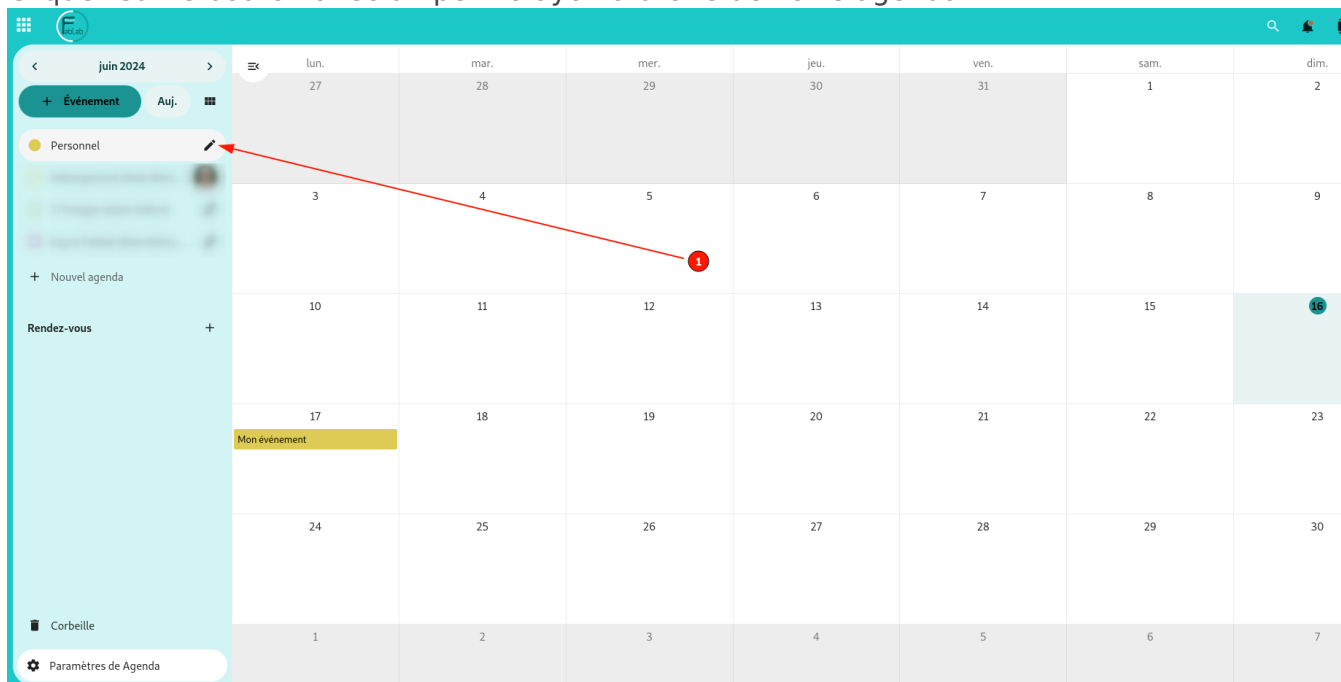 FabLab
juin 2024
+ Événement
Auj.
Personnel
+ Nouvel agenda
Rendez-vous +
Corbeille
Paramètres de Agenda
lun. mar. mer. jeu. ven. sam. dim.
27 28 29 30 31 1 2
3 4 5 6 7 8 9
1
10 11 12 13 14 15 16
17 18 19 20 21 22 23
Mon événement
24 25 26 27 28 29 30
1 2 3 4 5 6 7